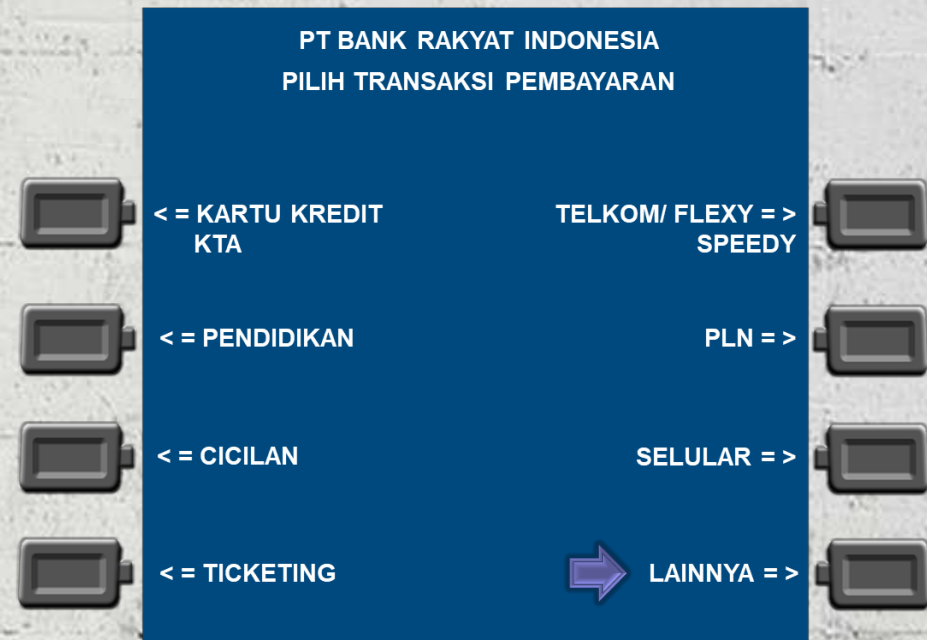 PT BANK RAKYAT INDONESIA
PILIH TRANSAKSI PEMBAYARAN
< = KARTU KREDIT
KTA
TELKOM/ FLEXY = >
SPEEDY
< = PENDIDIKAN
PLN = >
< = CICILAN
SELULAR = >
< = TICKETING
LAINNYA = >